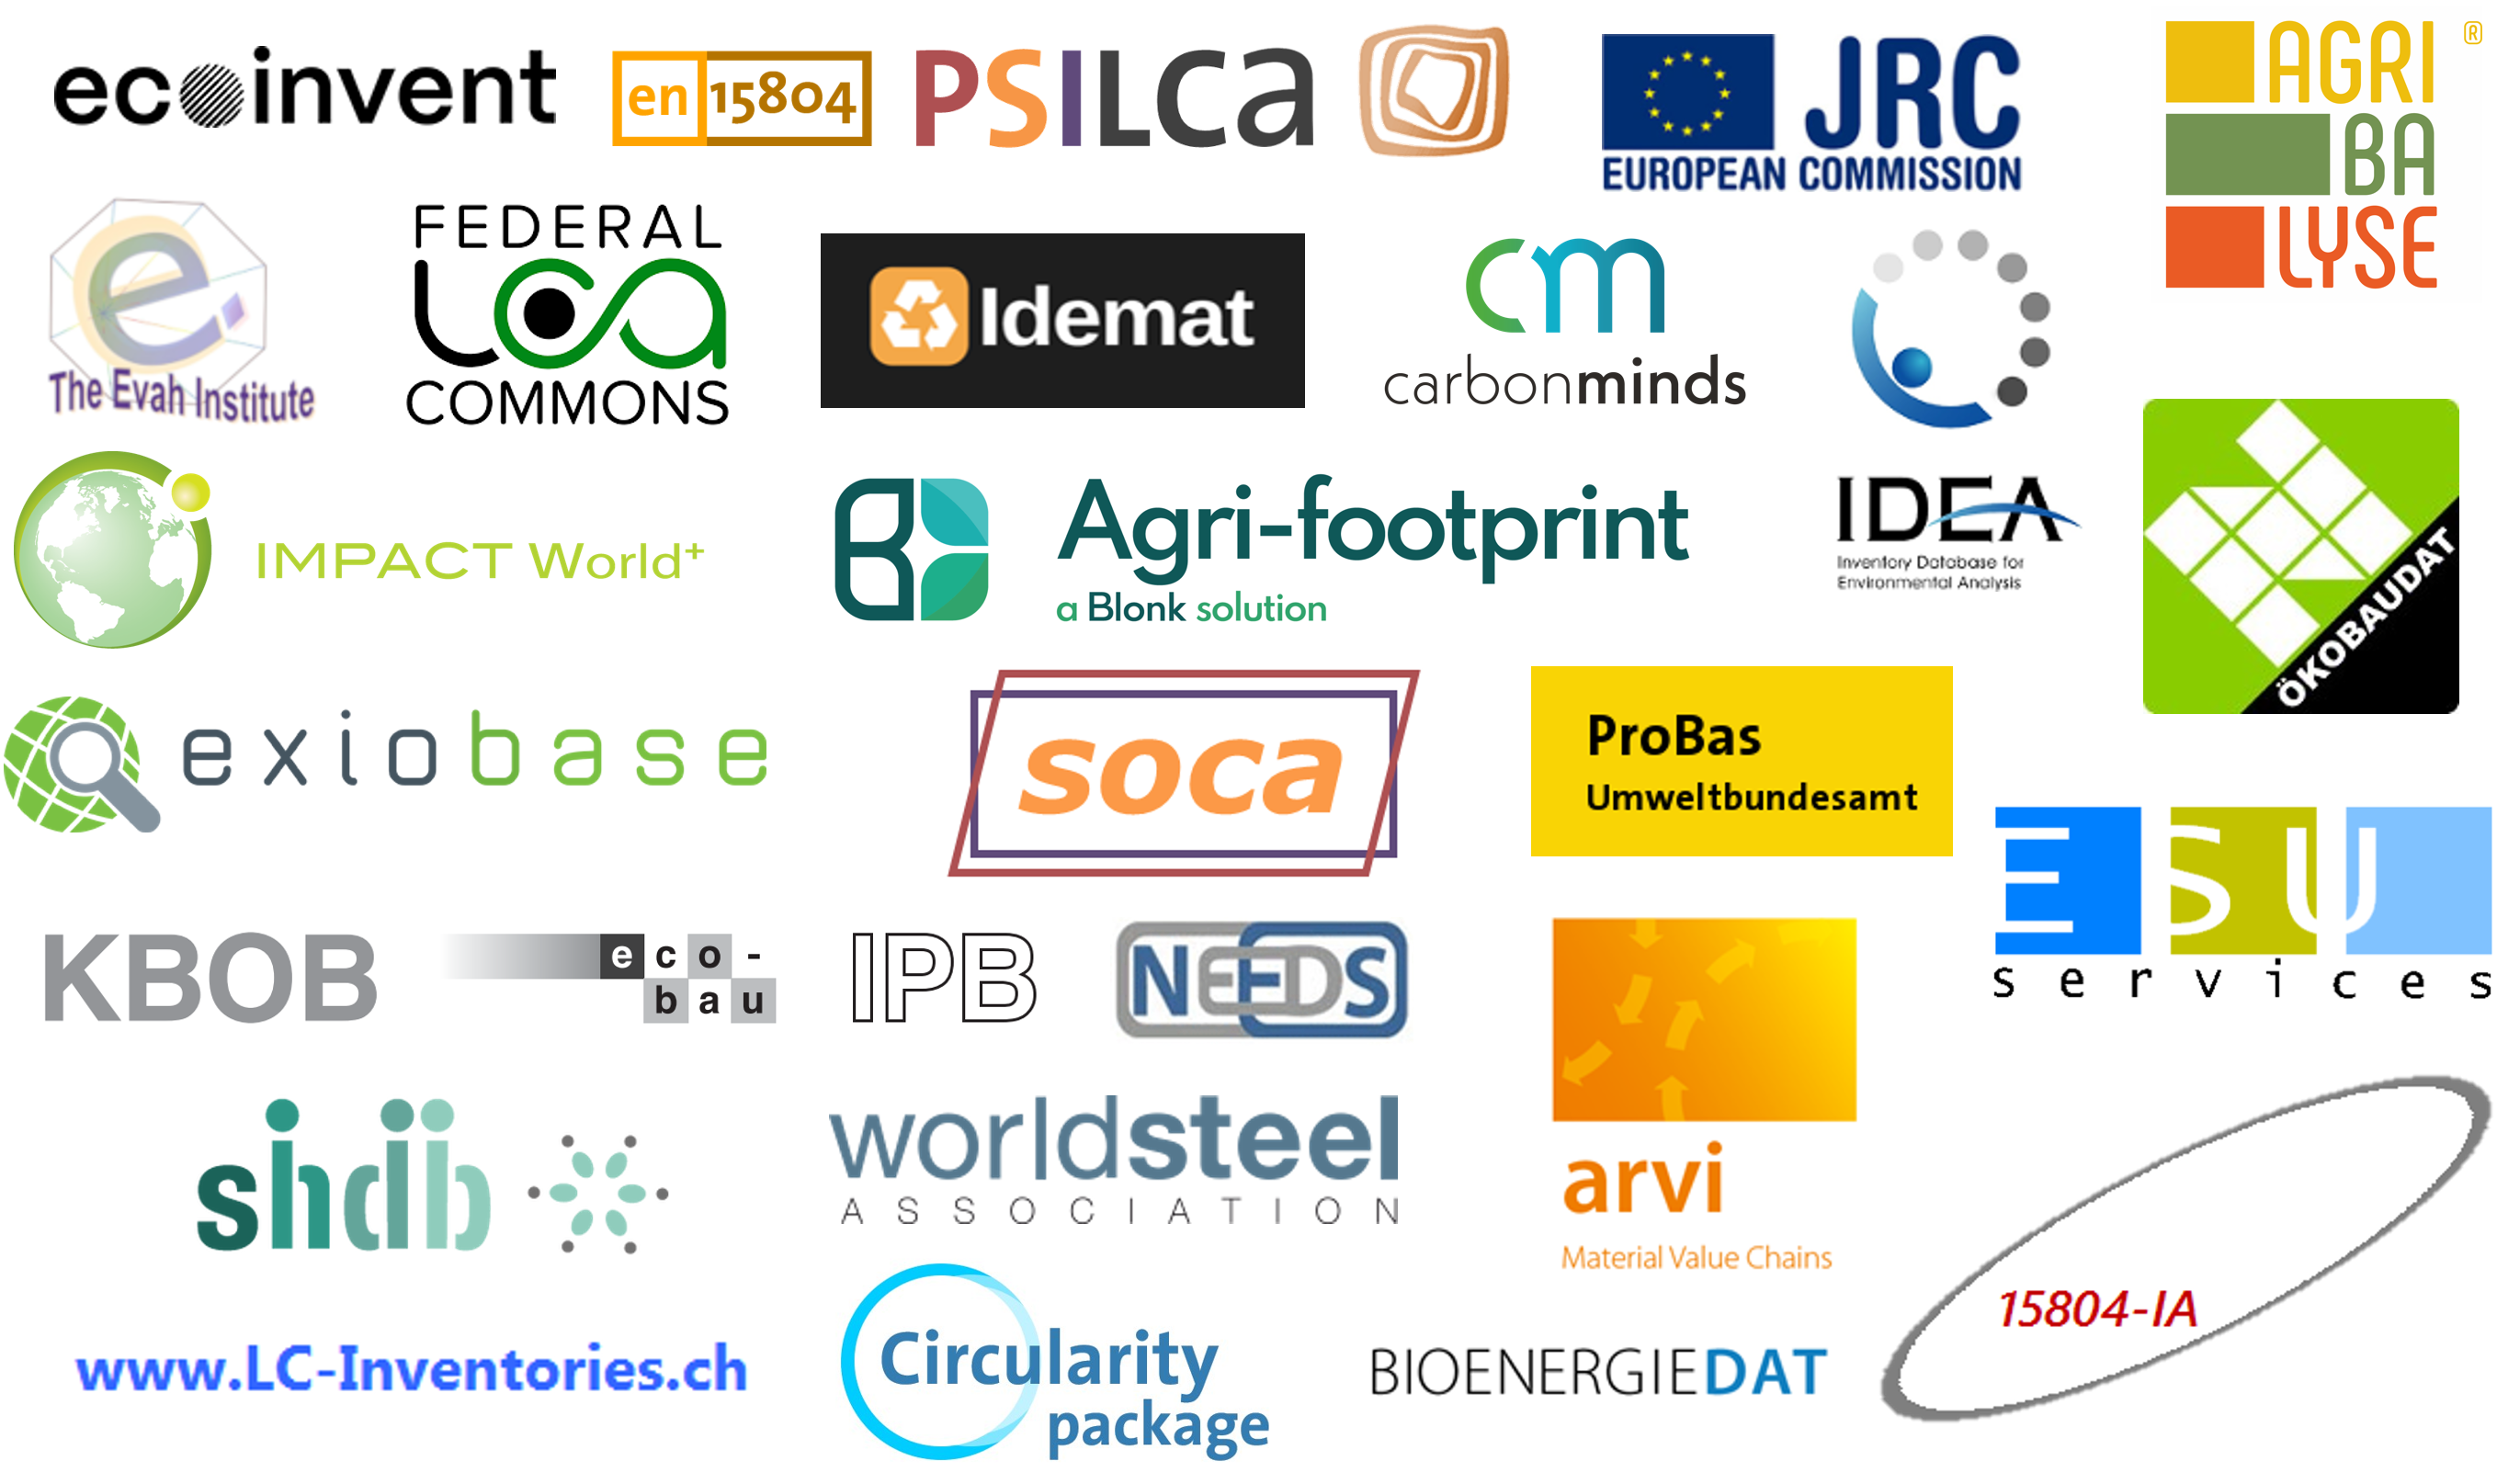 ecoinvent
en 15804
PSILCa
JRC
EUROPEAN COMMISSION
AGRI ®
BA
LYSE
e.
The Evah Institute
FEDERAL
LCa
COMMONS
Idemat
cm
carbonminds
IMPACT World+
Agri-footprint
a Blonk solution
IDEA
Inventory Database for
Environmental Analysis
ÖKOBAUDAT
exiobase
soca
ProBas
Umweltbundesamt
ESU
services
KBOB
eco-
bau
IPB
NEEDS
shdb
worldsteel
ASSOCIATION
arvi
Material Value Chains
15804-IA
www.LC-Inventories.ch
Circularity
package
BIOENERGIEDAT